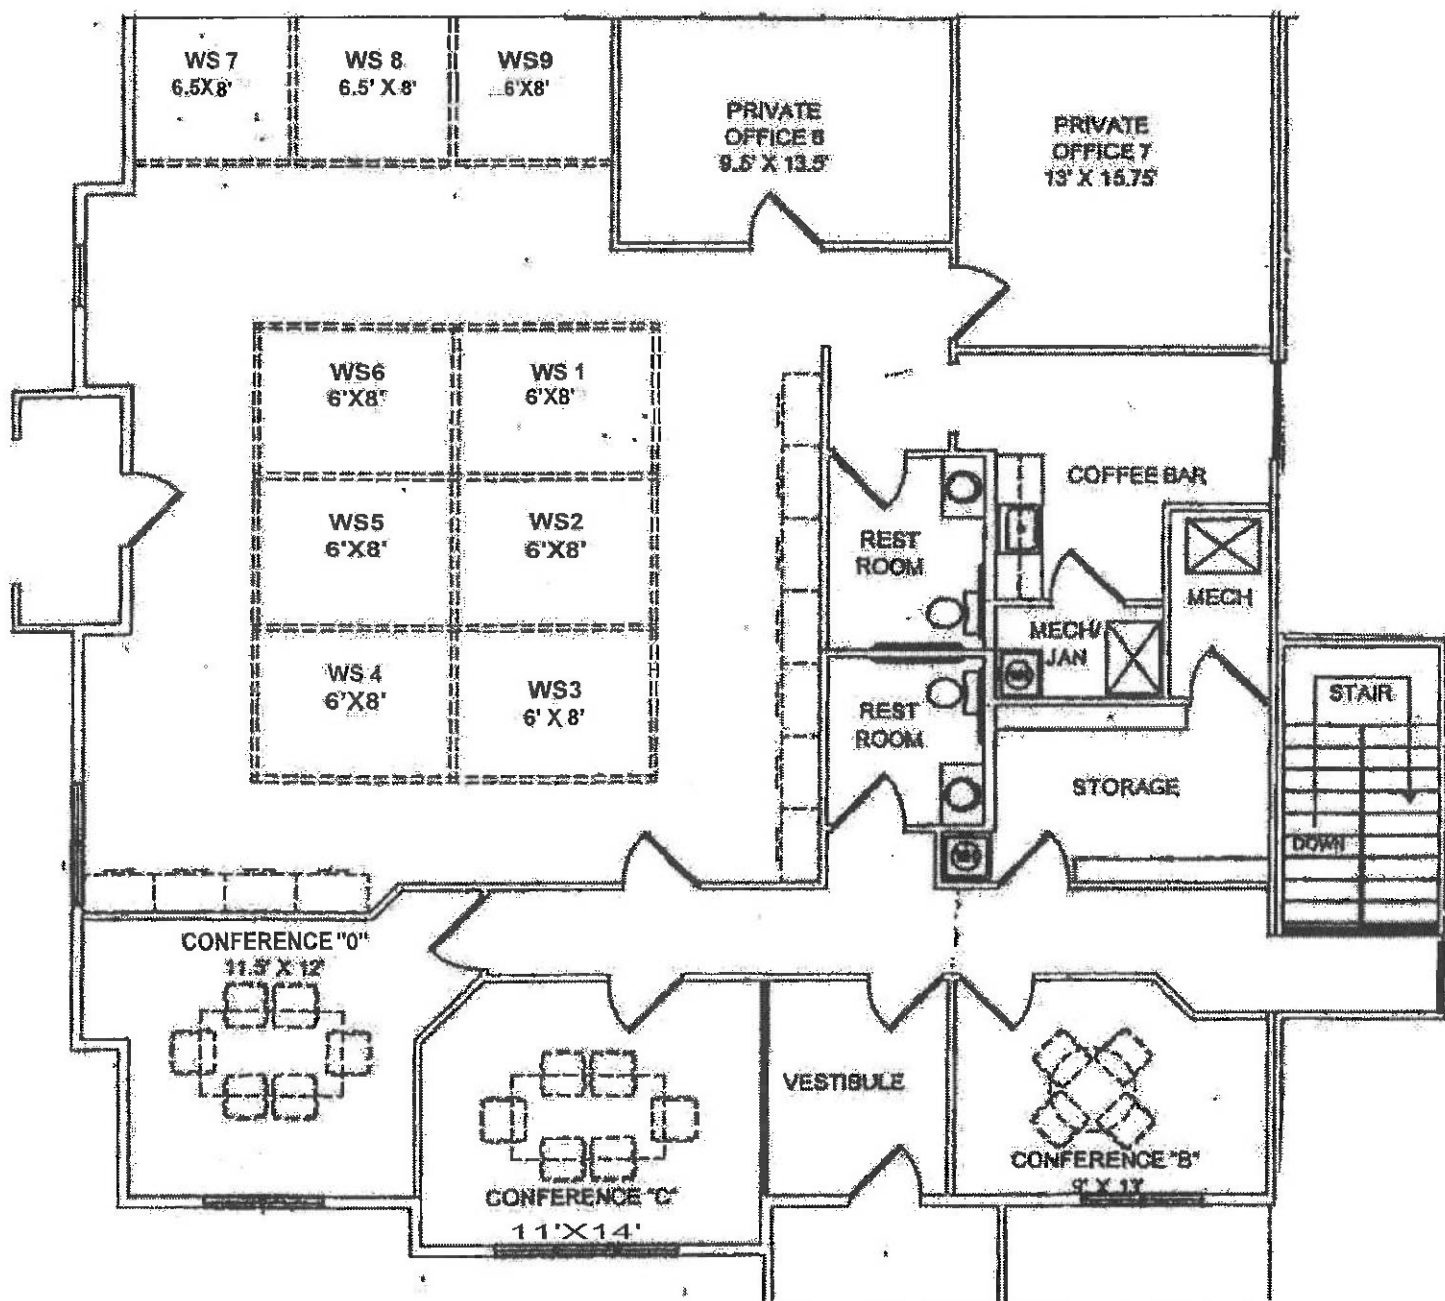 WS 7
6.5X8'
WS 8
6.5' X 8'
WS9
6'X8'
PRIVATE
OFFICE 6
9.5' X 13.5'
PRIVATE
OFFICE 7
13' X 15.75'
WS6
6'X8'
WS 1
6'X8'
WS5
6'X8'
WS2
6'X8'
WS 4
6'X8'
WS3
6' X 8'
REST
ROOM
COFFEE BAR
MECH
MECH/
JAN
REST
ROOM
STORAGE
STAIR
DOWN
CONFERENCE "0"
11.5' X 12'
CONFERENCE "C"
11'X14'
VESTIBULE
CONFERENCE "B"
9' X 13'